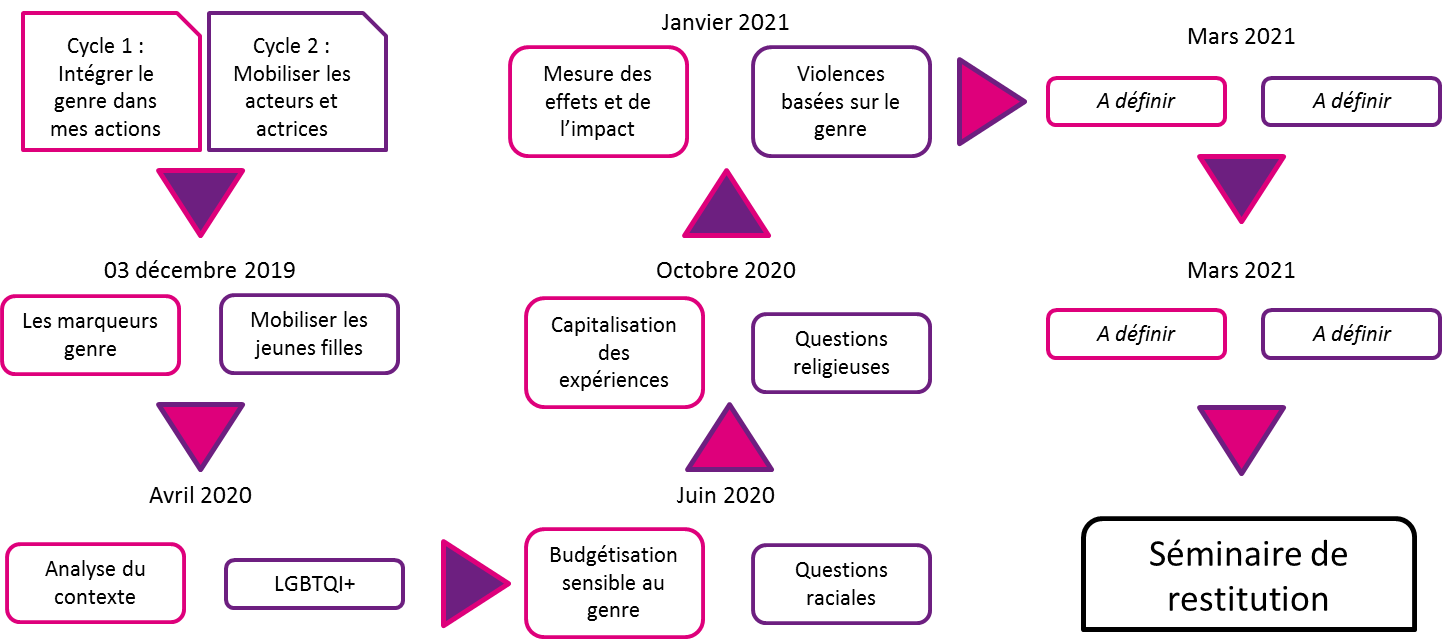 Cycle 1 :
Intégrer le
genre dans
mes actions
Cycle 2 :
Mobiliser les
acteurs et
actrices
03 décembre 2019
Les marqueurs
genre
Mobiliser les
jeunes filles
Avril 2020
Analyse du
contexte
LGBTQI+
Juin 2020
Budgétisation
sensible au
genre
Questions
raciales
Octobre 2020
Capitalisation
des
expériences
Questions
religieuses
Janvier 2021
Mesure des
effets et de
l’impact
Violences
basées sur le
genre
Mars 2021
A définir
A définir
Mars 2021
A définir
A définir
Séminaire de
restitution